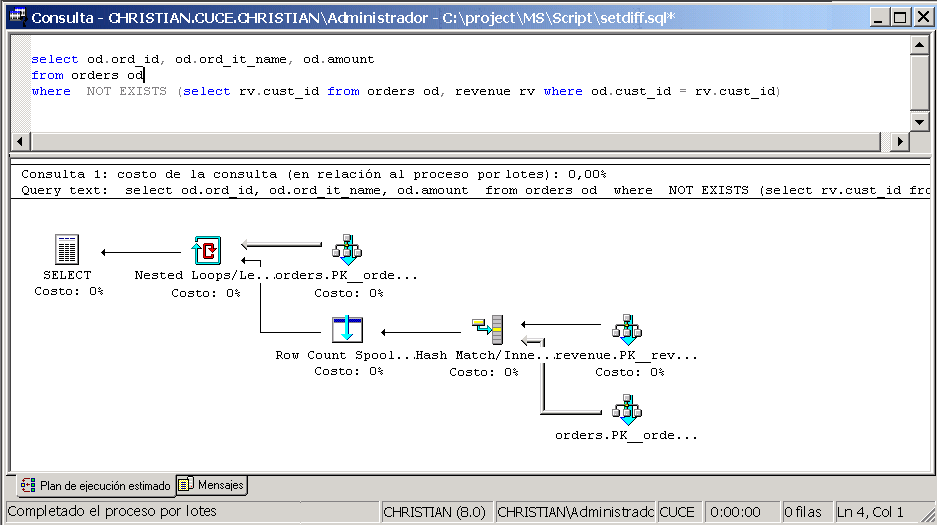 Consulta - CHRISTIAN.CUCE.CHRISTIAN\Administrador - C:\project\MS\Script\setdiff.sql*
select od.ord_id, od.ord_it_name, od.amount
from orders od
where  NOT EXISTS (select rv.cust_id from orders od, revenue rv where od.cust_id = rv.cust_id)
Consulta 1: costo de la consulta (en relación al proceso por lotes): 0,00%
Query text:  select od.ord_id, od.ord_it_name, od.amount  from orders od  where  NOT EXISTS (select rv.cust_id fro
SELECT
Costo: 0%
Nested Loops/Le...
Costo: 0%
orders.PK__orde...
Costo: 0%
Row Count Spool...
Costo: 0%
Hash Match/Inne...
Costo: 0%
revenue.PK__rev...
Costo: 0%
orders.PK__orde...
Plan de ejecución estimado
Mensajes
Completado el proceso por lotes
CHRISTIAN (8.0)
CHRISTIAN\Administrado
CUCE
0:00:00
0 filas
Ln 4, Col 1